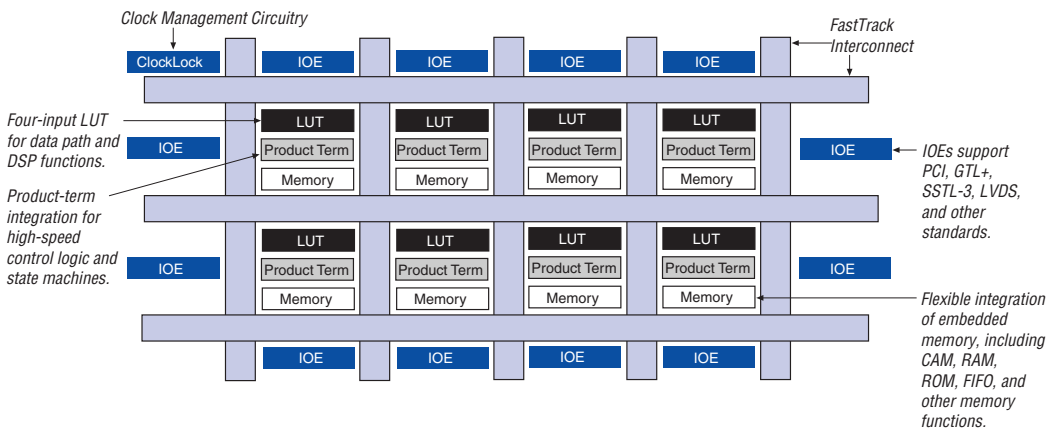 Clock Management Circuitry
FastTrack
Interconnect
ClockLock
IOE
IOE
IOE
IOE
Four-input LUT
for data path and
DSP functions.
LUT
LUT
LUT
LUT
IOE
Product Term
Product Term
Product Term
Product Term
IOE
IOEs support
PCI, GTL+,
SSTL-3, LVDS,
and other
standards.
Memory
Memory
Memory
Memory
Product-term
integration for
high-speed
control logic and
state machines.
LUT
LUT
LUT
LUT
IOE
Product Term
Product Term
Product Term
Product Term
IOE
Memory
Memory
Memory
Memory
Flexible integration
of embedded
memory, including
CAM, RAM,
ROM, FIFO, and
other memory
functions.
IOE
IOE
IOE
IOE